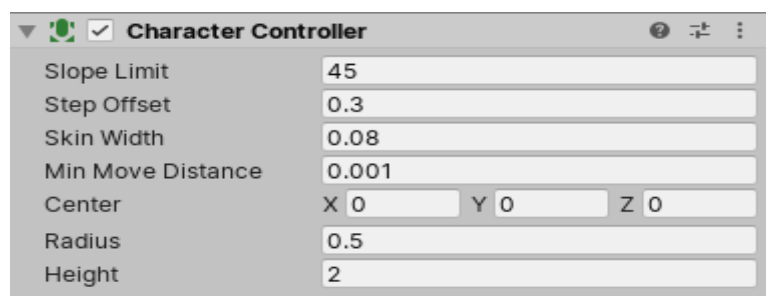 Character Controller
Slope Limit 45
Step Offset 0.3
Skin Width 0.08
Min Move Distance 0.001
Center X 0 Y 0 Z 0
Radius 0.5
Height 2